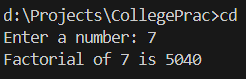 d:\Projects\CollegePrac>cd
Enter a number: 7
Factorial of 7 is 5040